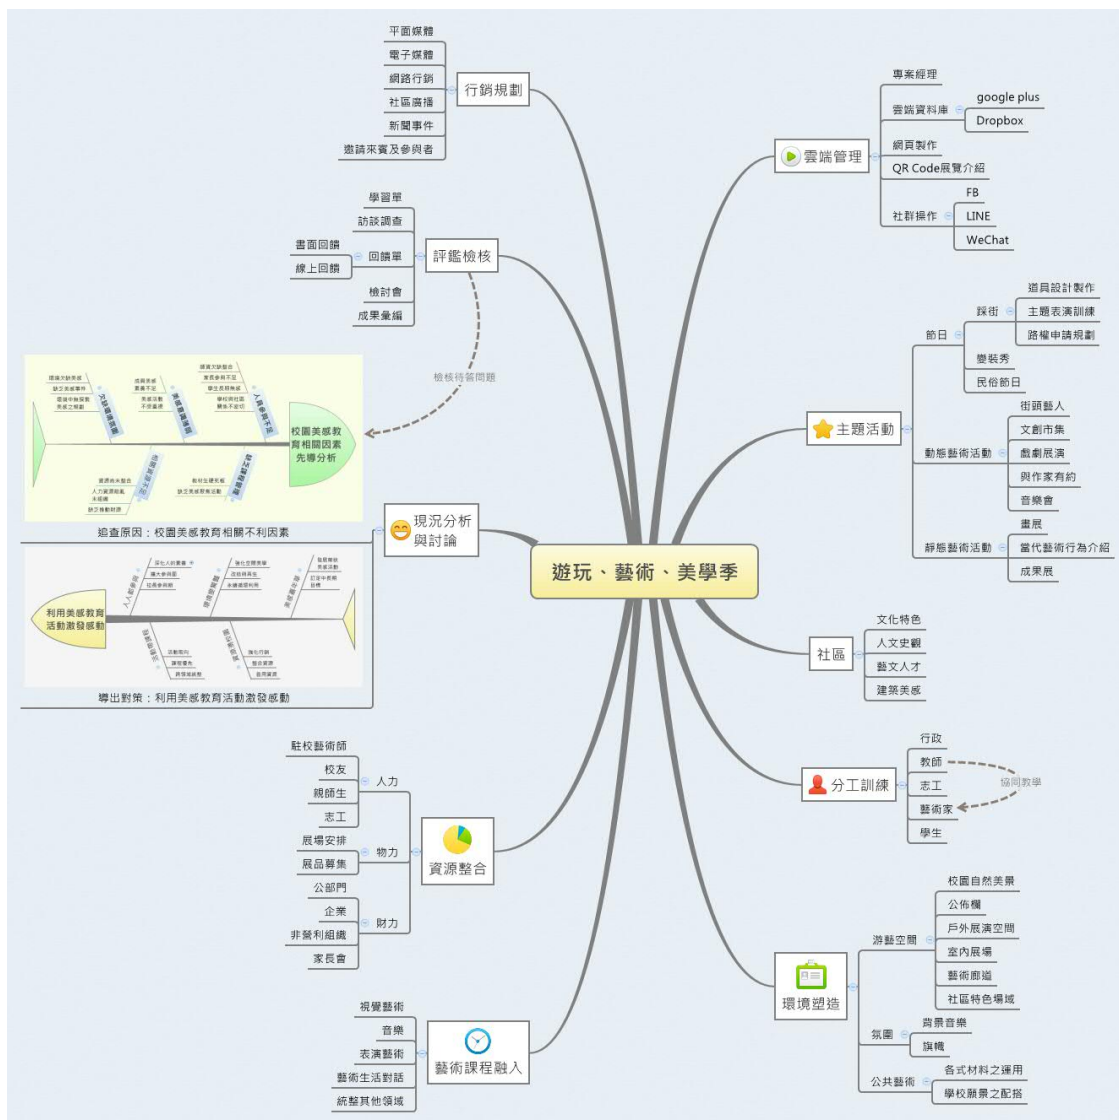 遊玩、藝術、美學季
行銷規劃
平面媒體
電子媒體
網路行銷
社區廣播
新聞事件
邀請來賓及參與者
評鑑檢核
學習單
訪談調查
回饋單
書面回饋
線上回饋
檢討會
成果彙編
檢核待答問題
現況分析
與討論
校園美感教
育相關因素
先導分析
追查原因：校園美感教育相關不利因素
利用美感教育
活動激發感動
導出對策：利用美感教育活動激發感動
資源整合
人力
駐校藝術師
校友
親師生
志工
物力
展場安排
展品募集
財力
公部門
企業
非營利組織
家長會
藝術課程融入
視覺藝術
音樂
表演藝術
藝術生活對話
統整其他領域
雲端管理
專案經理
雲端資料庫
google plus
Dropbox
網頁製作
QR Code展覽介紹
社群操作
FB
LINE
WeChat
主題活動
節日
踩街
道具設計製作
主題表演訓練
路權申請規劃
變裝秀
民俗節日
動態藝術活動
街頭藝人
文創市集
戲劇展演
與作家有約
音樂會
靜態藝術活動
畫展
當代藝術行為介紹
成果展
社區
文化特色
人文史觀
藝文人才
建築美感
分工訓練
行政
教師
志工
藝術家
學生
協同教學
環境塑造
游藝空間
校園自然美景
公佈欄
戶外展演空間
室內展場
藝術廊道
社區特色場域
氛圍
背景音樂
旗幟
公共藝術
各式材料之運用
學校願景之配搭